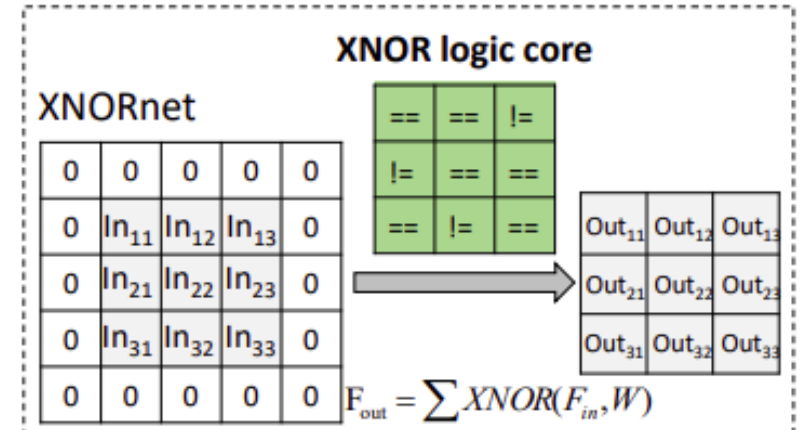 XNOR logic core
XNORnet
== == !=
!= == ==
== != ==
0 0 0 0 0
0 In₁₁ In₁₂ In₁₃ 0
0 In₂₁ In₂₂ In₂₃ 0
0 In₃₁ In₃₂ In₃₃ 0
0 0 0 0 0
Out₁₁ Out₁₂ Out₁₃
Out₂₁ Out₂₂ Out₂₃
Out₃₁ Out₃₂ Out₃₃
F_out = ∑ XNOR(F_in, W)